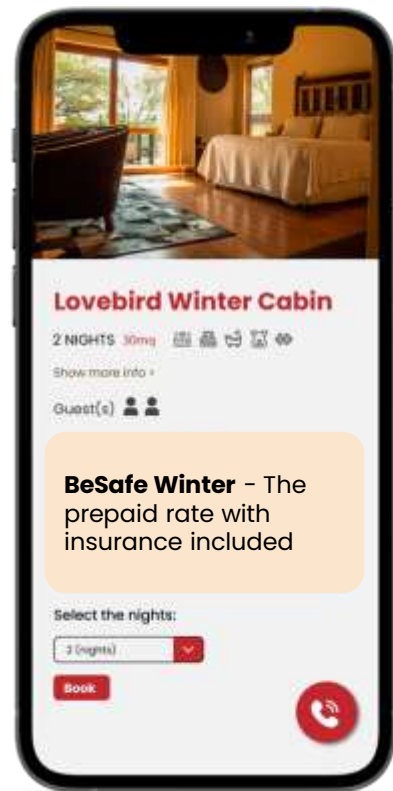 Lovebird Winter Cabin
2 NIGHTS 30mq
Show more info >
Guest(s)
BeSafe Winter - The
prepaid rate with
insurance included
Select the nights:
2 (nights)
Book